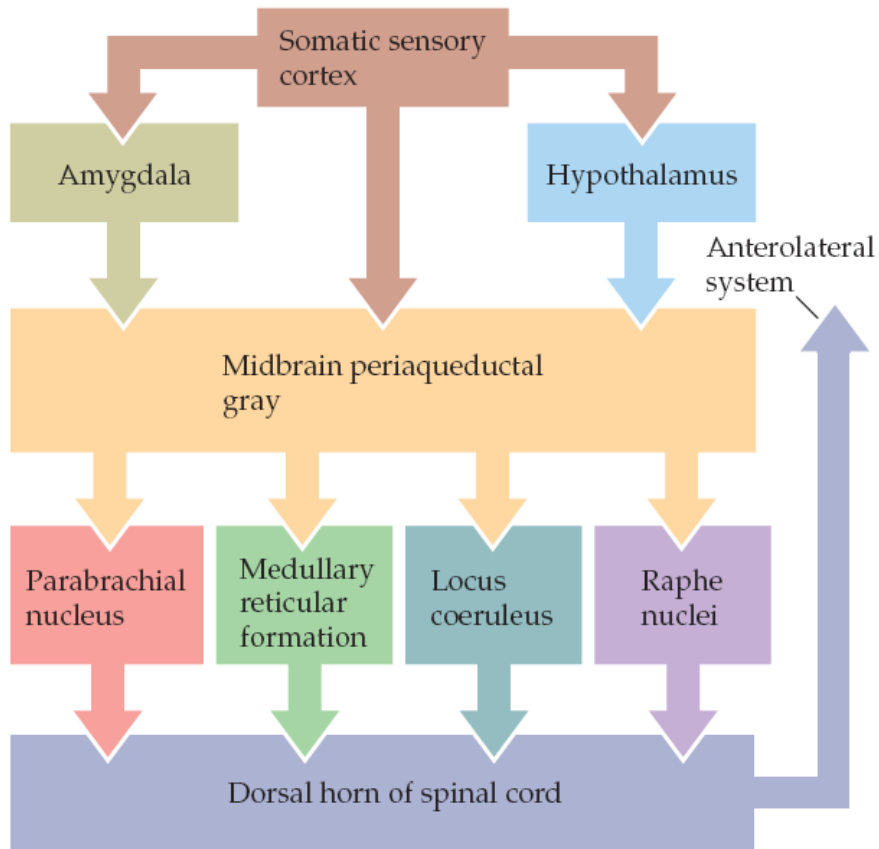 Somatic sensory
cortex
Amygdala
Hypothalamus
Anterolateral
system
Midbrain periaqueductal
gray
Parabrachial
nucleus
Medullary
reticular
formation
Locus
coeruleus
Raphe
nuclei
Dorsal horn of spinal cord